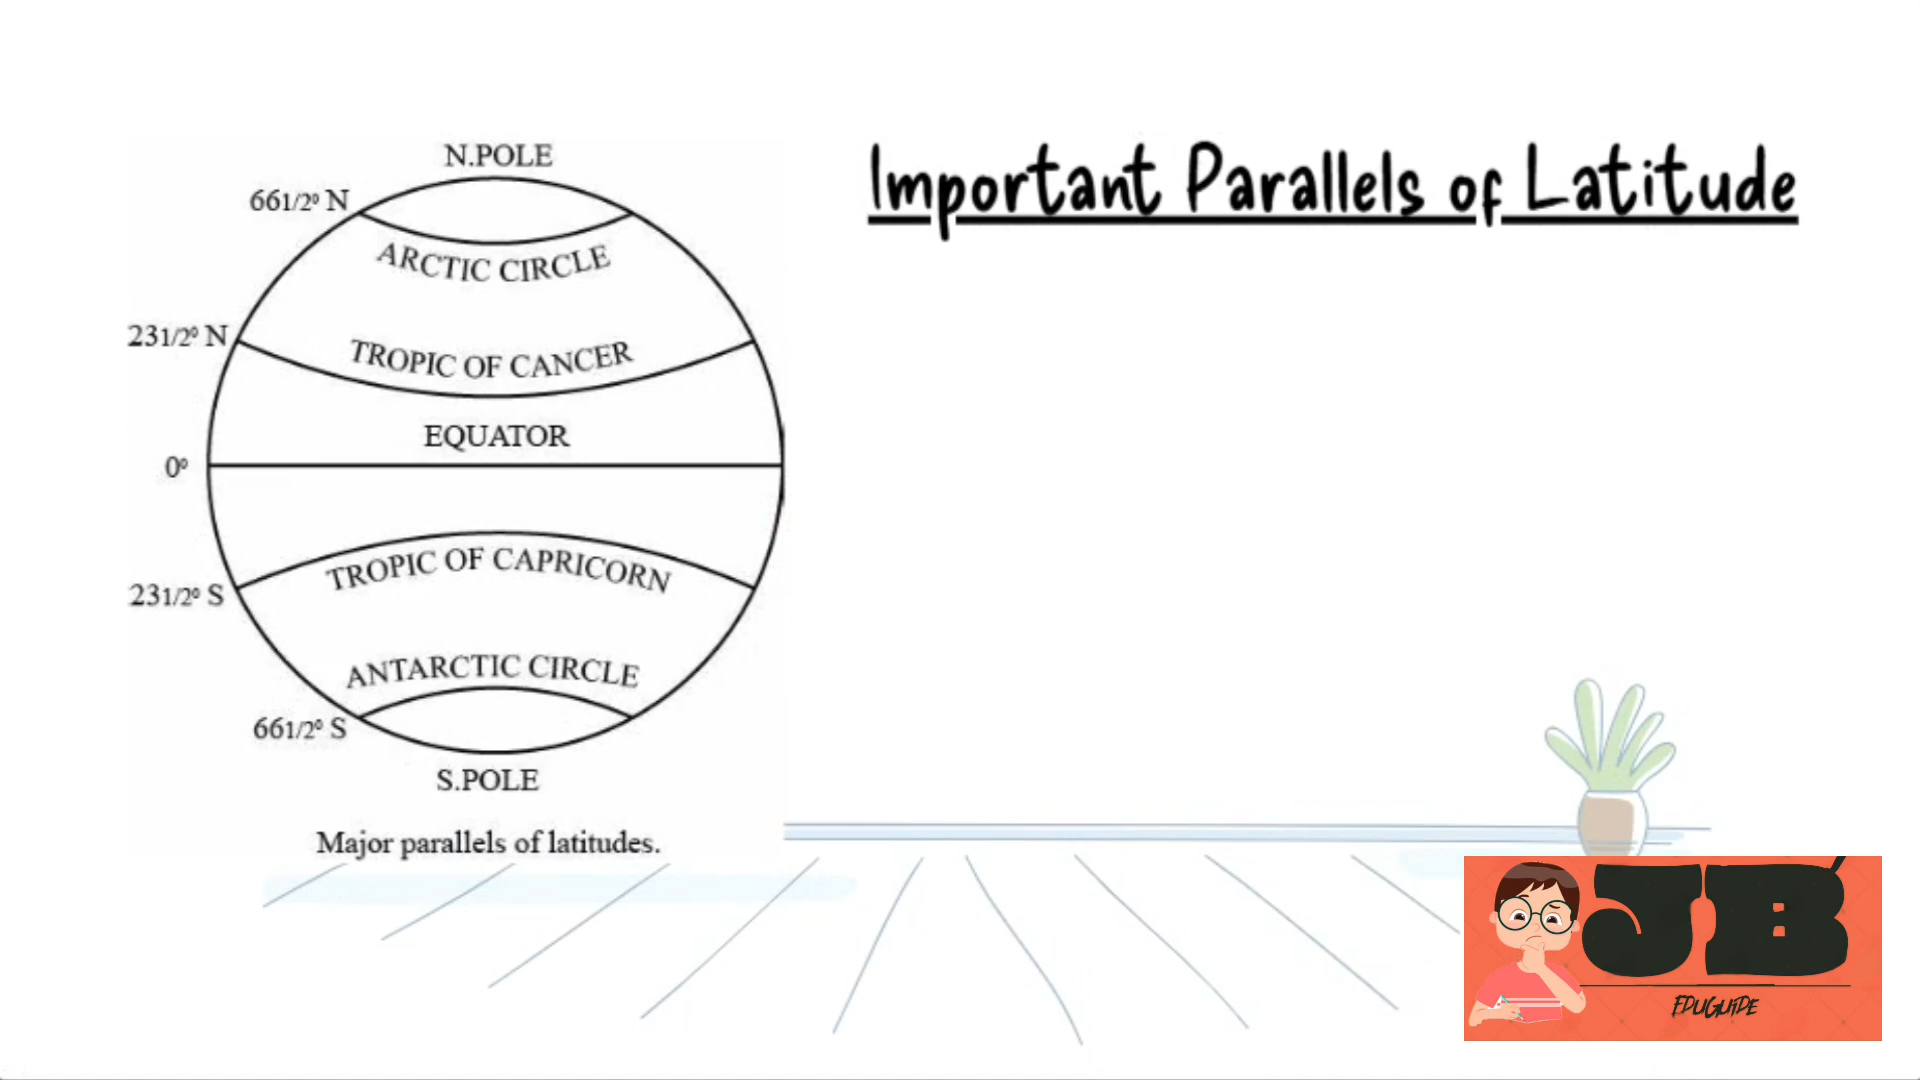 Important Parallels of Latitude
N.POLE
661/2º N
ARCTIC CIRCLE
231/2º N
TROPIC OF CANCER
EQUATOR
0º
TROPIC OF CAPRICORN
231/2º S
ANTARCTIC CIRCLE
661/2º S
S.POLE
Major parallels of latitudes.
JB
EDUGUIDE